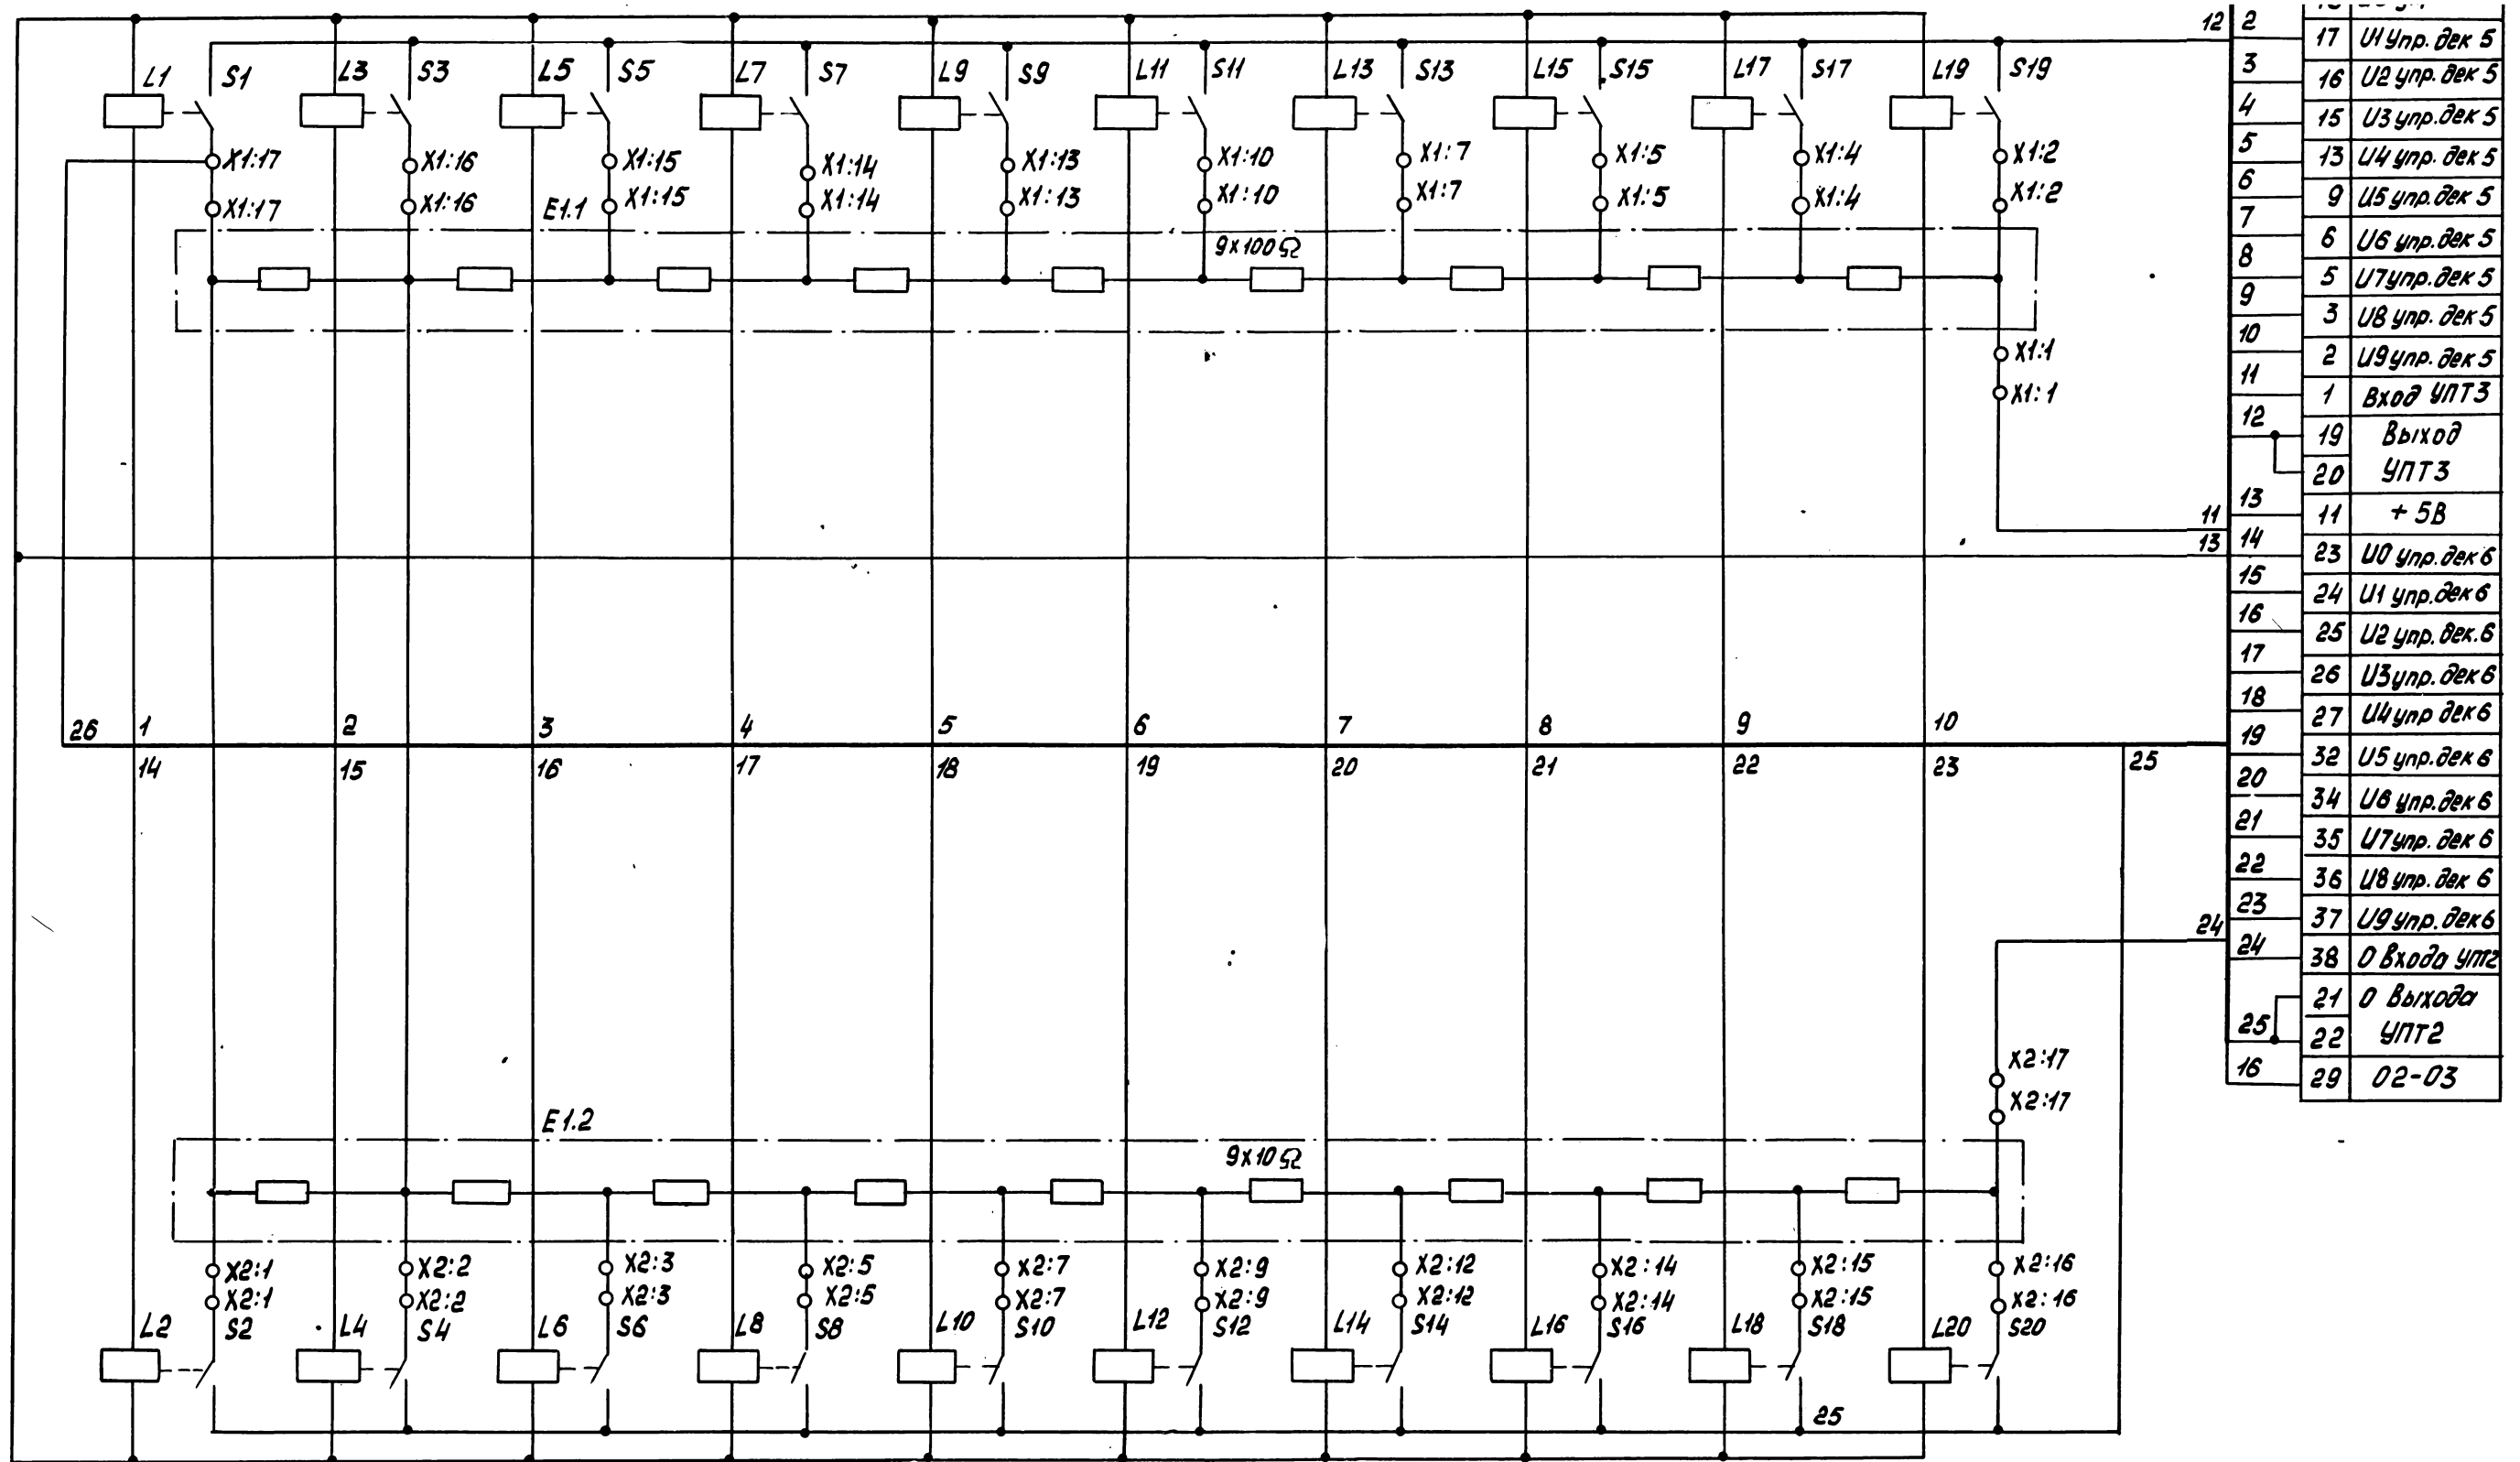 L1 S1 L3 S3 L5 S5 L7 S7 L9 S9 L11 S11 L13 S13 L15 S15 L17 S17 L19 S19
X1:17 X1:16 X1:15 X1:14 X1:13 X1:10 X1:7 X1:5 X1:4 X1:2
X1:17 X1:16 X1:15 X1:14 X1:13 X1:10 X1:7 X1:5 X1:4 X1:2
E1.1
9x100Ω
X1:1
X1:1
12
11
13
26 1 2 3 4 5 6 7 8 9 10
14 15 16 17 18 19 20 21 22 23 25
24
X2:17
X2:17
E1.2
9x10Ω
X2:1 X2:2 X2:3 X2:5 X2:7 X2:9 X2:12 X2:14 X2:15 X2:16
X2:1 X2:2 X2:3 X2:5 X2:7 X2:9 X2:12 X2:14 X2:15 X2:16
L2 S2 L4 S4 L6 S6 L8 S8 L10 S10 L12 S12 L14 S14 L16 S16 L18 S18 L20 S20
25
2 17 U1 упр. дек 5
3 16 U2 упр. дек 5
4 15 U3 упр. дек 5
5 13 U4 упр. дек 5
6 9 U5 упр. дек 5
7 6 U6 упр. дек 5
8 5 U7 упр. дек 5
9 3 U8 упр. дек 5
10 2 U9 упр. дек 5
11 1 Вход УПТ3
12 19 Выход
20 УПТ3
13 11 + 5В
14 23 U0 упр. дек 6
15 24 U1 упр. дек 6
16 25 U2 упр. дек. 6
17 26 U3 упр. дек 6
18 27 U4 упр дек 6
19 32 U5 упр. дек 6
20 34 U6 упр. дек 6
21 35 U7 упр. дек 6
22 36 U8 упр. дек 6
23 37 U9 упр. дек 6
24 38 0 Входа УПТ2
21 0 Выхода
25 22 УПТ2
16 29 02-03